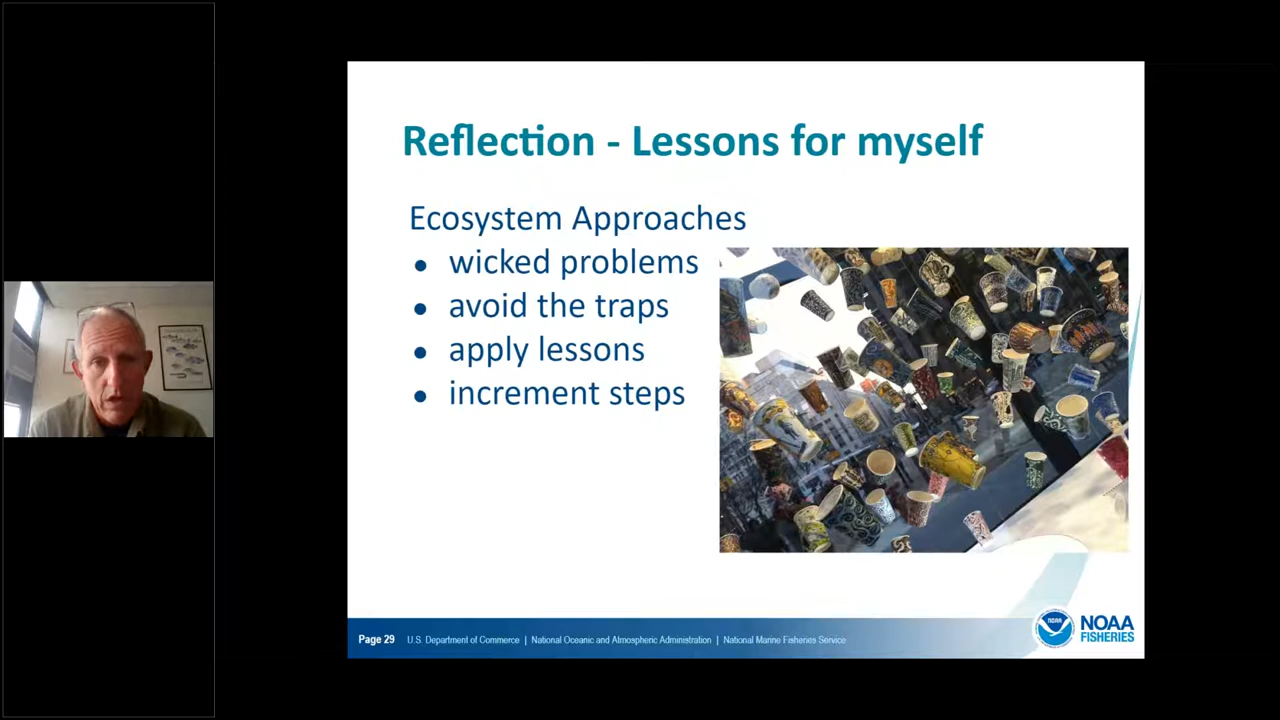 Reflection - Lessons for myself
Ecosystem Approaches
• wicked problems
• avoid the traps
• apply lessons
• increment steps
Page 29 U.S. Department of Commerce | National Oceanic and Atmospheric Administration | National Marine Fisheries Service
NOAA
NOAA
FISHERIES